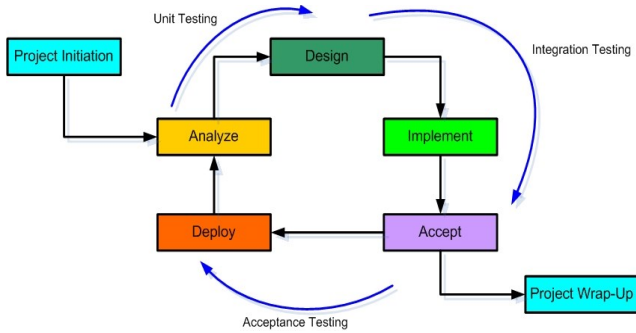 Unit Testing
Project Initiation
Design
Integration Testing
Analyze
Implement
Deploy
Accept
Project Wrap-Up
Acceptance Testing